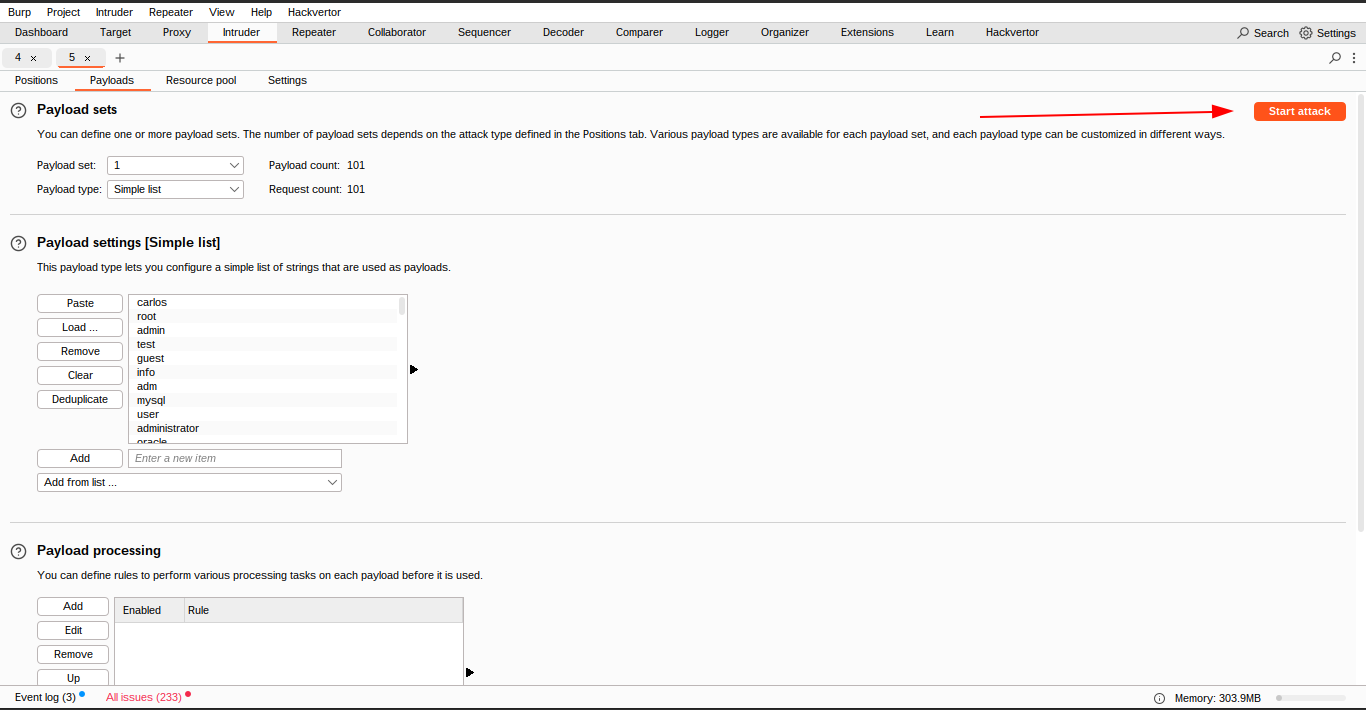 Burp Project Intruder Repeater View Help Hackvertor
Dashboard Target Proxy Intruder Repeater Collaborator Sequencer Decoder Comparer Logger Organizer Extensions Learn Hackvertor Search Settings
4 × 5 × +
Positions Payloads Resource pool Settings
? Payload sets Start attack
You can define one or more payload sets. The number of payload sets depends on the attack type defined in the Positions tab. Various payload types are available for each payload set, and each payload type can be customized in different ways.
Payload set: 1 Payload count: 101
Payload type: Simple list Request count: 101
? Payload settings [Simple list]
This payload type lets you configure a simple list of strings that are used as payloads.
Paste
Load ...
Remove
Clear
Deduplicate
carlos
root
admin
test
guest
info
adm
mysql
user
administrator
oracle
Add Enter a new item
Add from list ...
? Payload processing
You can define rules to perform various processing tasks on each payload before it is used.
Add
Edit
Remove
Up
Enabled Rule
Event log (3) All issues (233) Memory: 303.9MB